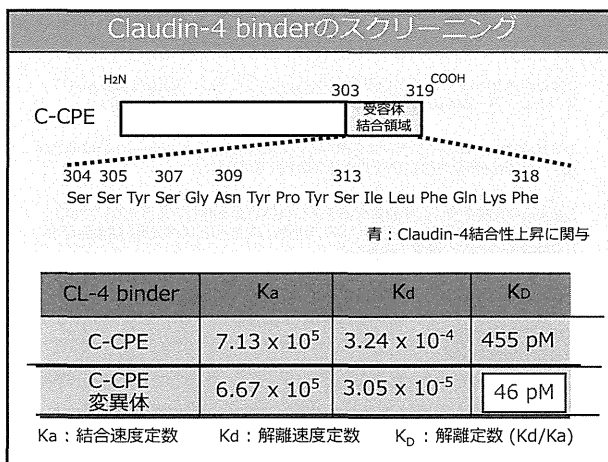 Claudin-4 binderのスクリーニング
H₂N 303 319 COOH
C-CPE 受容体
結合領域
304 305 307 309 313 318
Ser Ser Tyr Ser Gly Asn Tyr Pro Tyr Ser Ile Leu Phe Gln Lys Phe
青：Claudin-4結合性上昇に関与
CL-4 binder Ka Kd KD
C-CPE 7.13 x 10⁵ 3.24 x 10⁻⁴ 455 pM
C-CPE
変異体 6.67 x 10⁵ 3.05 x 10⁻⁵ 46 pM
Ka：結合速度定数 Kd：解離速度定数 K_D：解離定数 (Kd/Ka)